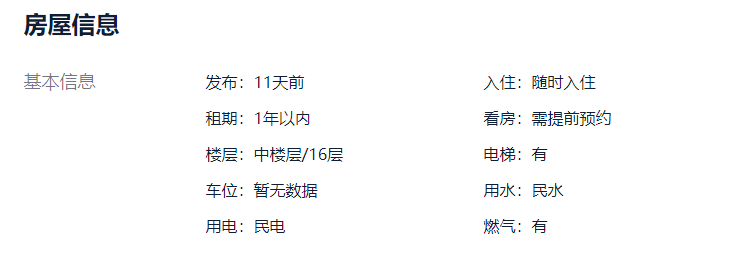 房屋信息
基本信息 发布：11天前 入住：随时入住
租期：1年以内 看房：需提前预约
楼层：中楼层/16层 电梯：有
车位：暂无数据 用水：民水
用电：民电 燃气：有